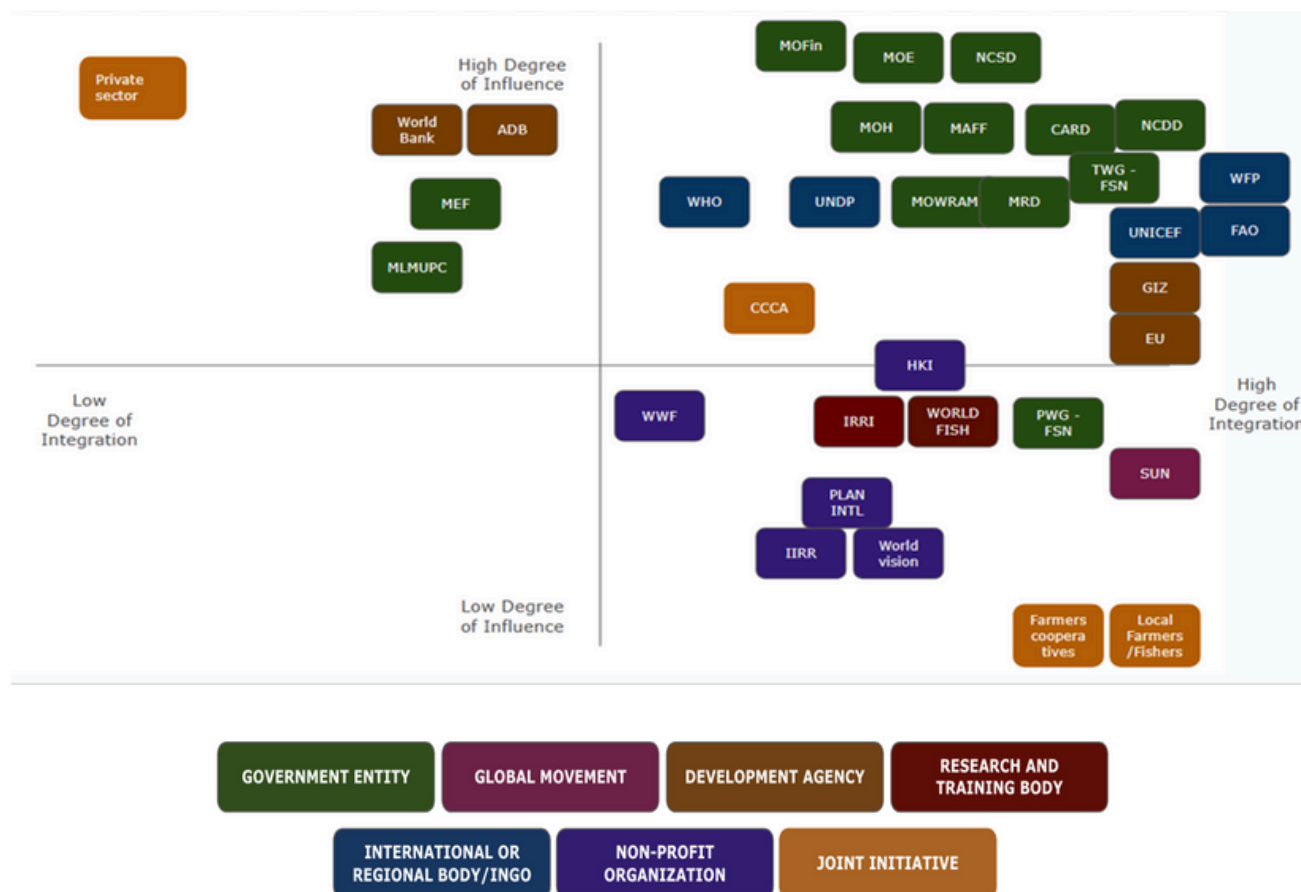 MOFin
MOE
NCSD
High Degree
of Influence
Private
sector
World
Bank
ADB
MOH
MAFF
CARD
NCDD
TWG -
FSN
WFP
MEF
WHO
UNDP
MOWRAM
MRD
UNICEF
FAO
MLMUPC
GIZ
CCCA
EU
HKI
Low
Degree of
Integration
High
Degree of
Integration
WWF
IRRI
WORLD
FISH
PWG -
FSN
SUN
PLAN
INTL
IIRR
World
vision
Low Degree
of Influence
Farmers
coopera
tives
Local
Farmers
/Fishers
GOVERNMENT ENTITY
GLOBAL MOVEMENT
DEVELOPMENT AGENCY
RESEARCH AND
TRAINING BODY
INTERNATIONAL OR
REGIONAL BODY/INGO
NON-PROFIT
ORGANIZATION
JOINT INITIATIVE